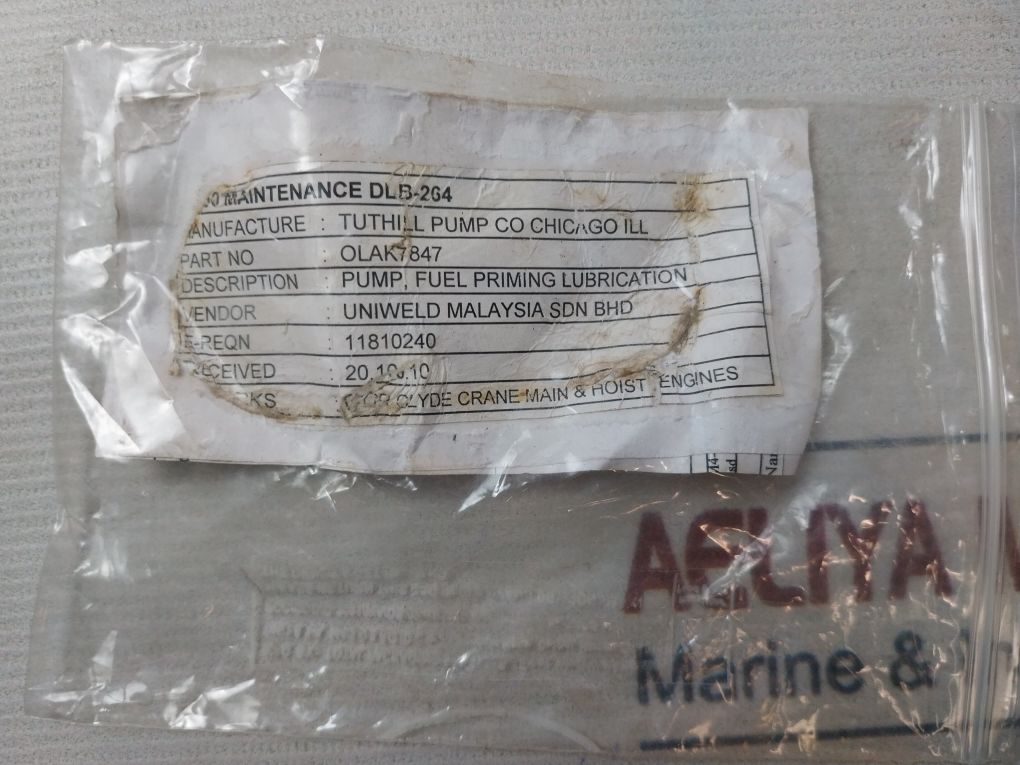 MAINTENANCE DLB-264
MANUFACTURE : TUTHILL PUMP CO CHICAGO ILL
PART NO : OLAK7847
DESCRIPTION : PUMP, FUEL PRIMING LUBRICATION
VENDOR : UNIWELD MALAYSIA SDN BHD
E-REQN : 11810240
RECEIVED : 20.10.10
: CLYDE CRANE MAIN & HOIST ENGINES
Marine &